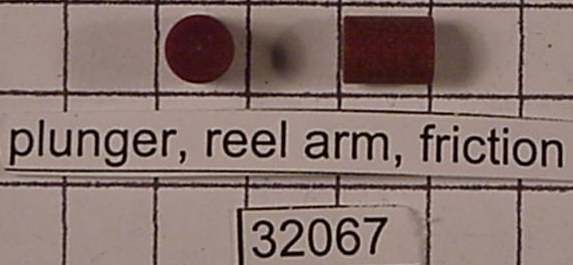 plunger, reel arm, friction
32067